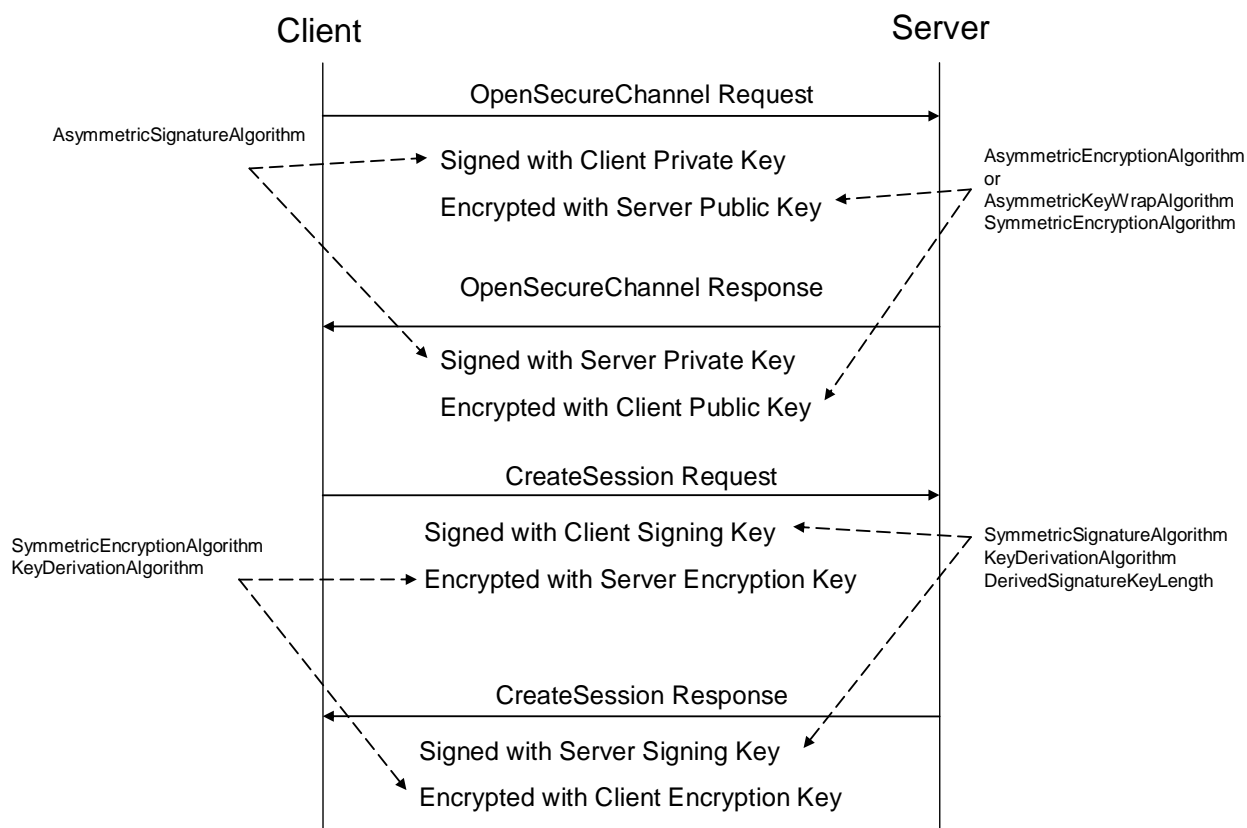 Client
Server
OpenSecureChannel Request
AsymmetricSignatureAlgorithm
Signed with Client Private Key
Encrypted with Server Public Key
AsymmetricEncryptionAlgorithm
or
AsymmetricKeyWrapAlgorithm
SymmetricEncryptionAlgorithm
OpenSecureChannel Response
Signed with Server Private Key
Encrypted with Client Public Key
CreateSession Request
Signed with Client Signing Key
Encrypted with Server Encryption Key
SymmetricEncryptionAlgorithm
KeyDerivationAlgorithm
SymmetricSignatureAlgorithm
KeyDerivationAlgorithm
DerivedSignatureKeyLength
CreateSession Response
Signed with Server Signing Key
Encrypted with Client Encryption Key